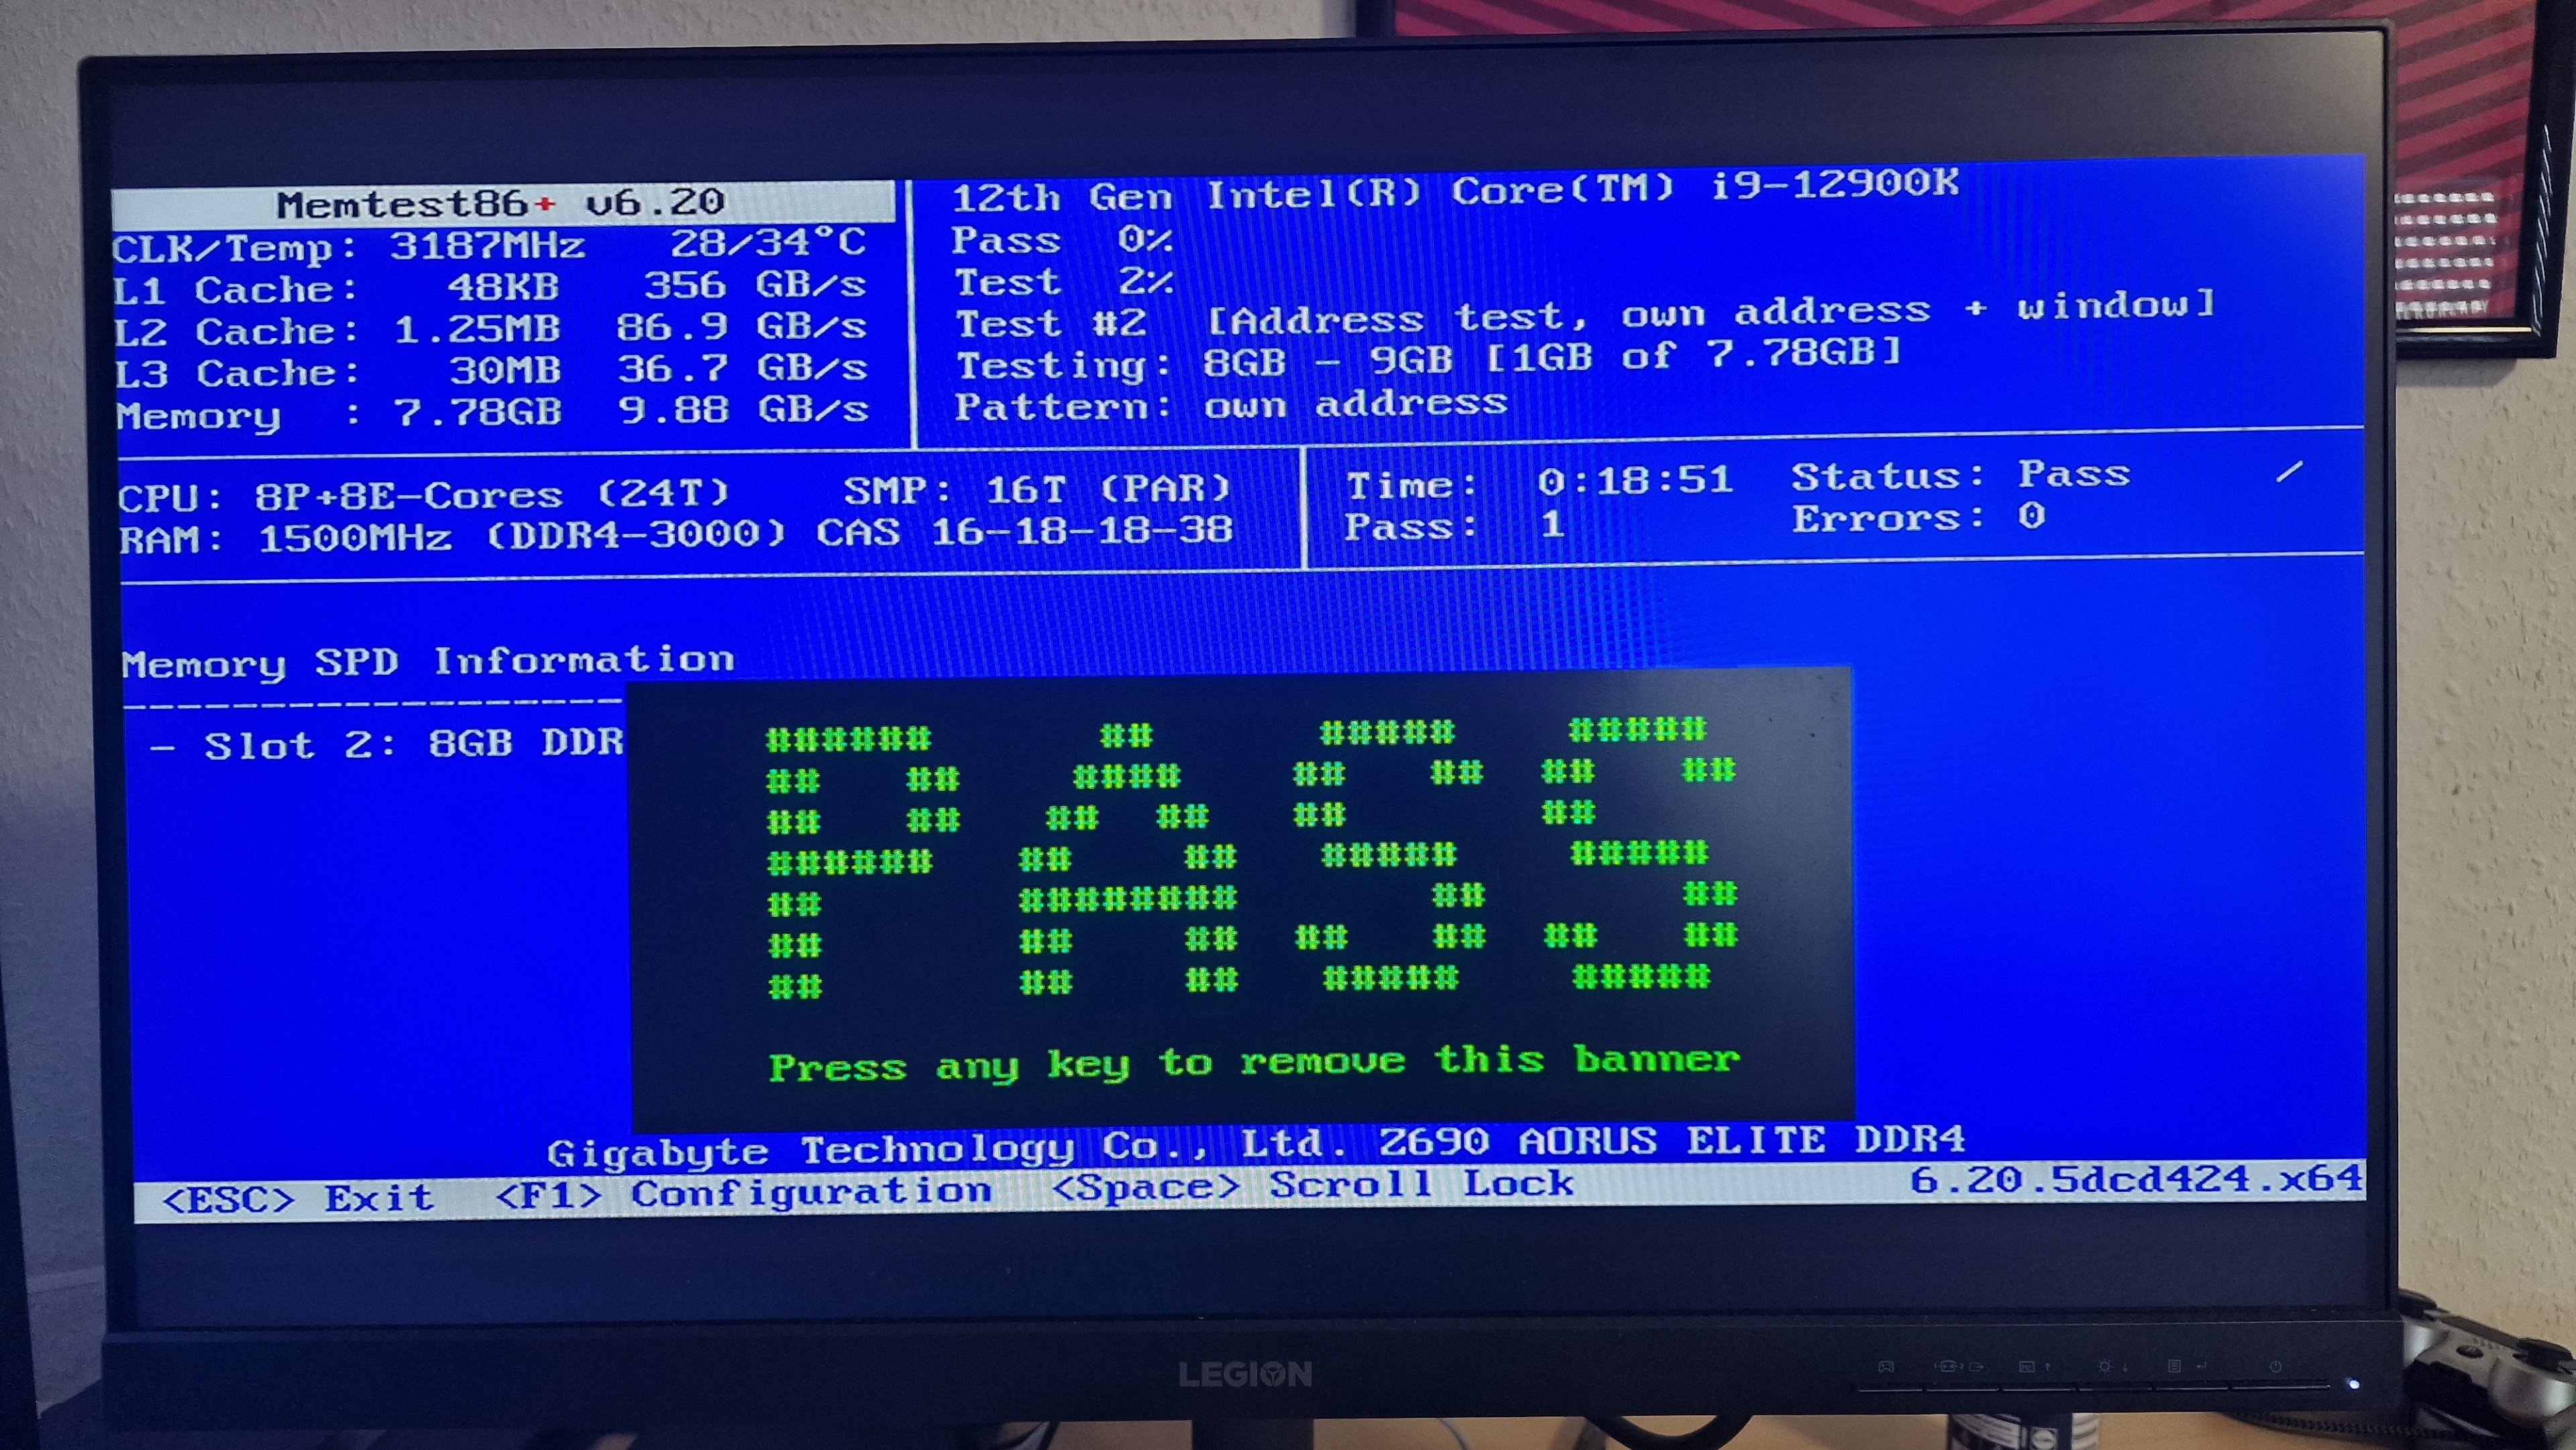 Memtest86+ v6.20
CLK/Temp: 3187MHz 28/34°C
L1 Cache: 48KB 356 GB/s
L2 Cache: 1.25MB 86.9 GB/s
L3 Cache: 30MB 36.7 GB/s
Memory : 7.78GB 9.88 GB/s
12th Gen Intel(R) Core(TM) i9-12900K
Pass 0%
Test 2%
Test #2 [Address test, own address + window]
Testing: 8GB - 9GB [1GB of 7.78GB]
Pattern: own address
CPU: 8P+8E-Cores (24T) SMP: 16T (PAR)
RAM: 1500MHz (DDR4-3000) CAS 16-18-18-38
Time: 0:18:51 Status: Pass /
Pass: 1 Errors: 0
Memory SPD Information
------------------
- Slot 2: 8GB DDR
PASS
Press any key to remove this banner
Gigabyte Technology Co., Ltd. Z690 AORUS ELITE DDR4
<ESC> Exit <F1> Configuration <Space> Scroll Lock 6.20.5dcd424.x64
LEGION